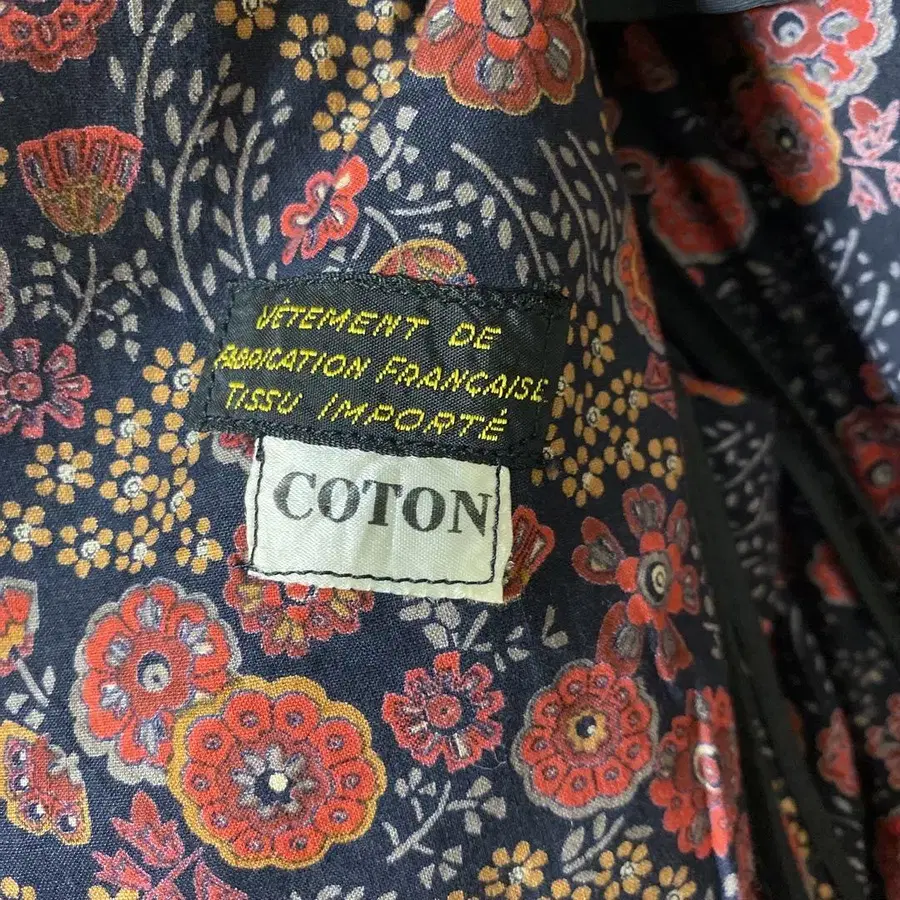 VÊTEMENT DE
FABRICATION FRANÇAISE
TISSU IMPORTÉ
COTON